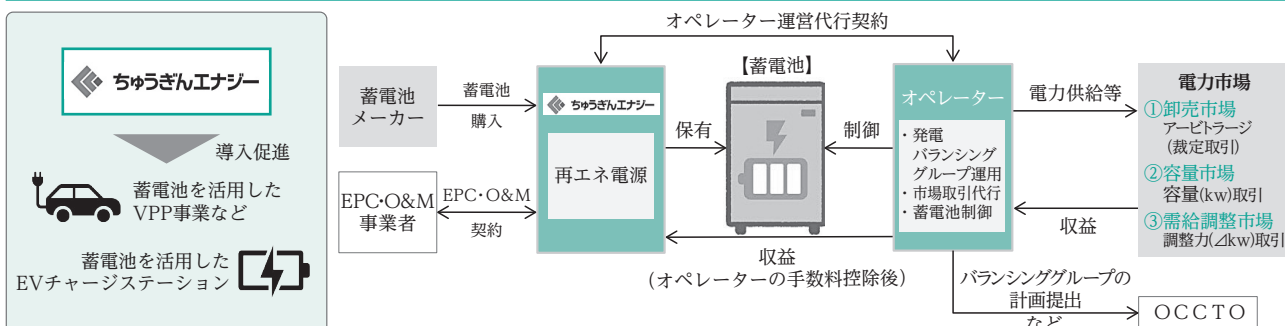 ちゅうぎんエナジー
導入促進
蓄電池を活用した
VPP事業など
蓄電池を活用した
EVチャージステーション
オペレーター運営代行契約
蓄電池
メーカー
蓄電池
購入
EPC・O&M
事業者
EPC・O&M
契約
ちゅうぎんエナジー
再エネ電源
保有
【蓄電池】
制御
オペレーター
・発電
バランシング
グループ運用
・市場取引代行
・蓄電池制御
収益
(オペレーターの手数料控除後)
電力供給等
収益
電力市場
①卸売市場
アービトラージ
(裁定取引)
②容量市場
容量(kw)取引
③需給調整市場
調整力(⊿kw)取引
バランシンググループの
計画提出
など
OCCTO